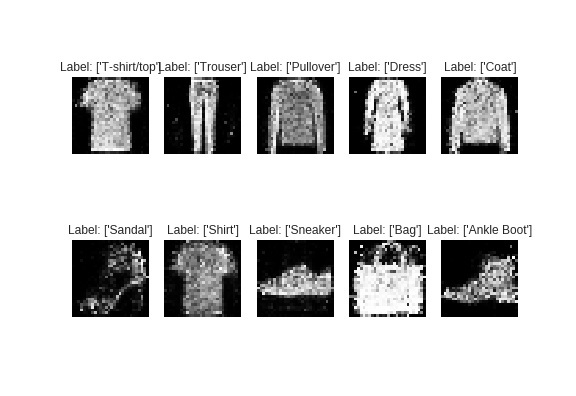 Label: ['T-shirt/top']
Label: ['Trouser']
Label: ['Pullover']
Label: ['Dress']
Label: ['Coat']
Label: ['Sandal']
Label: ['Shirt']
Label: ['Sneaker']
Label: ['Bag']
Label: ['Ankle Boot']